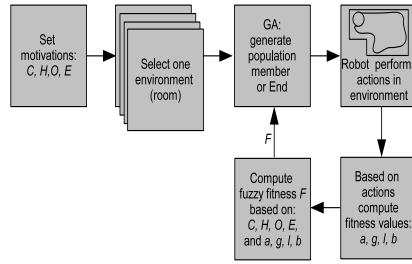 Set
motivations:
C, H,O, E
Select one
environment
(room)
GA:
generate
population
member
or End
Robot perform
actions in
environment
F
Compute
fuzzy fitness F
based on:
C, H, O, E,
and a, g, l, b
Based on
actions
compute
fitness values:
a, g, l, b